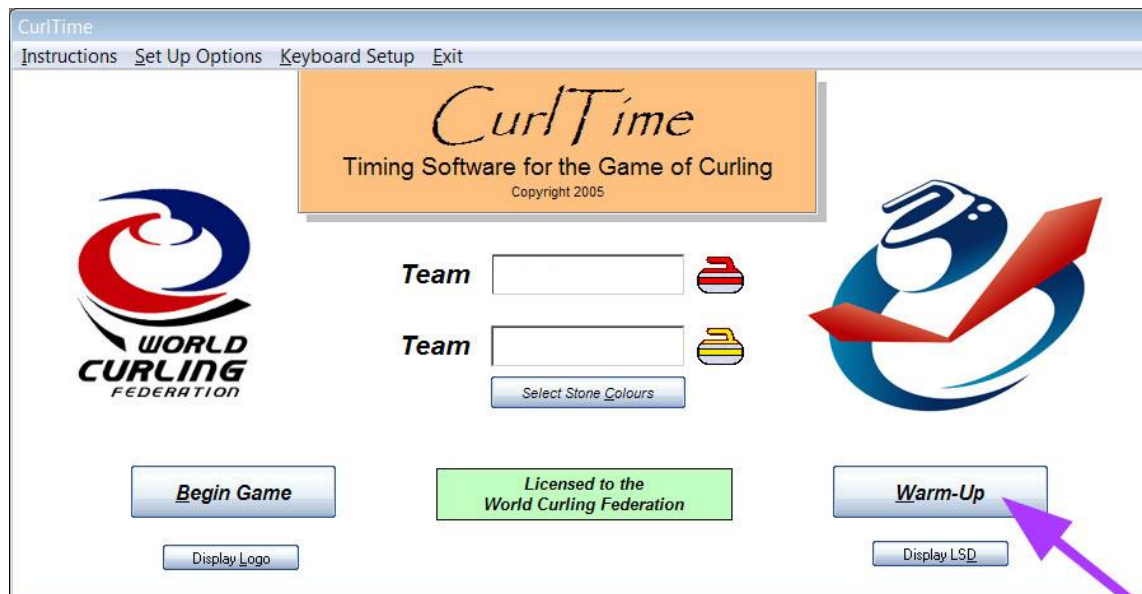 CurlTime
Instructions Set Up Options Keyboard Setup Exit
CurlTime
Timing Software for the Game of Curling
Copyright 2005
Team
Team
Select Stone Colours
WORLD
CURLING
FEDERATION
Begin Game
Licensed to the
World Curling Federation
Warm-Up
Display Logo
Display LSD